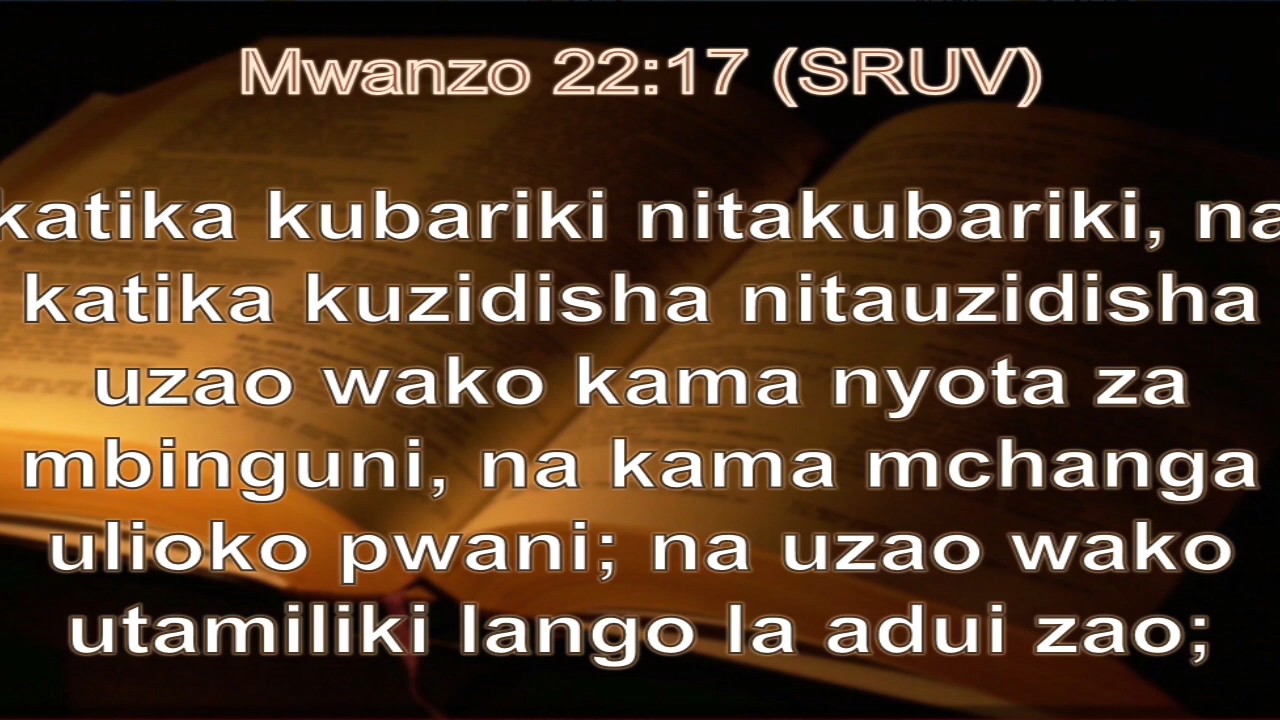 Mwanzo 22:17 (SRUV)
katika kubariki nitakubariki, na
katika kuzidisha nitauzidisha
uzao wako kama nyota za
mbinguni, na kama mchanga
ulioko pwani; na uzao wako
utamiliki lango la adui zao;